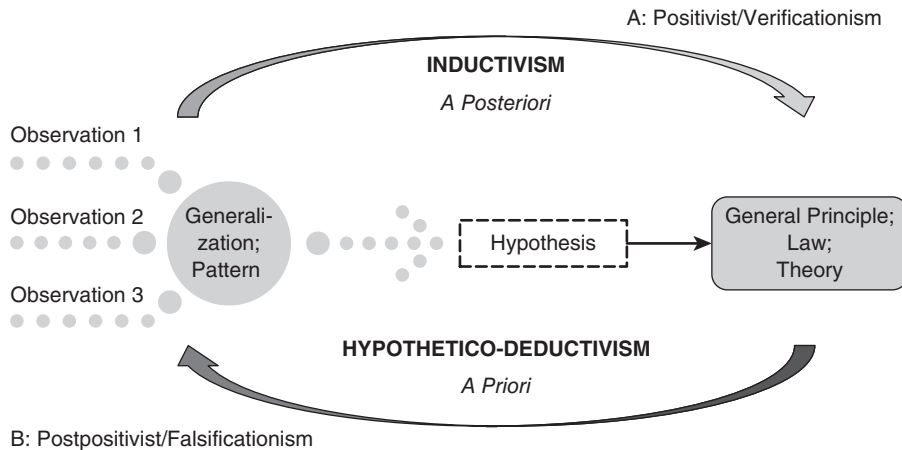 A: Positivist/Verificationism
INDUCTIVISM
A Posteriori
Observation 1
Observation 2
Observation 3
Generali-
zation;
Pattern
Hypothesis
General Principle;
Law;
Theory
HYPOTHETICO-DEDUCTIVISM
A Priori
B: Postpositivist/Falsificationism